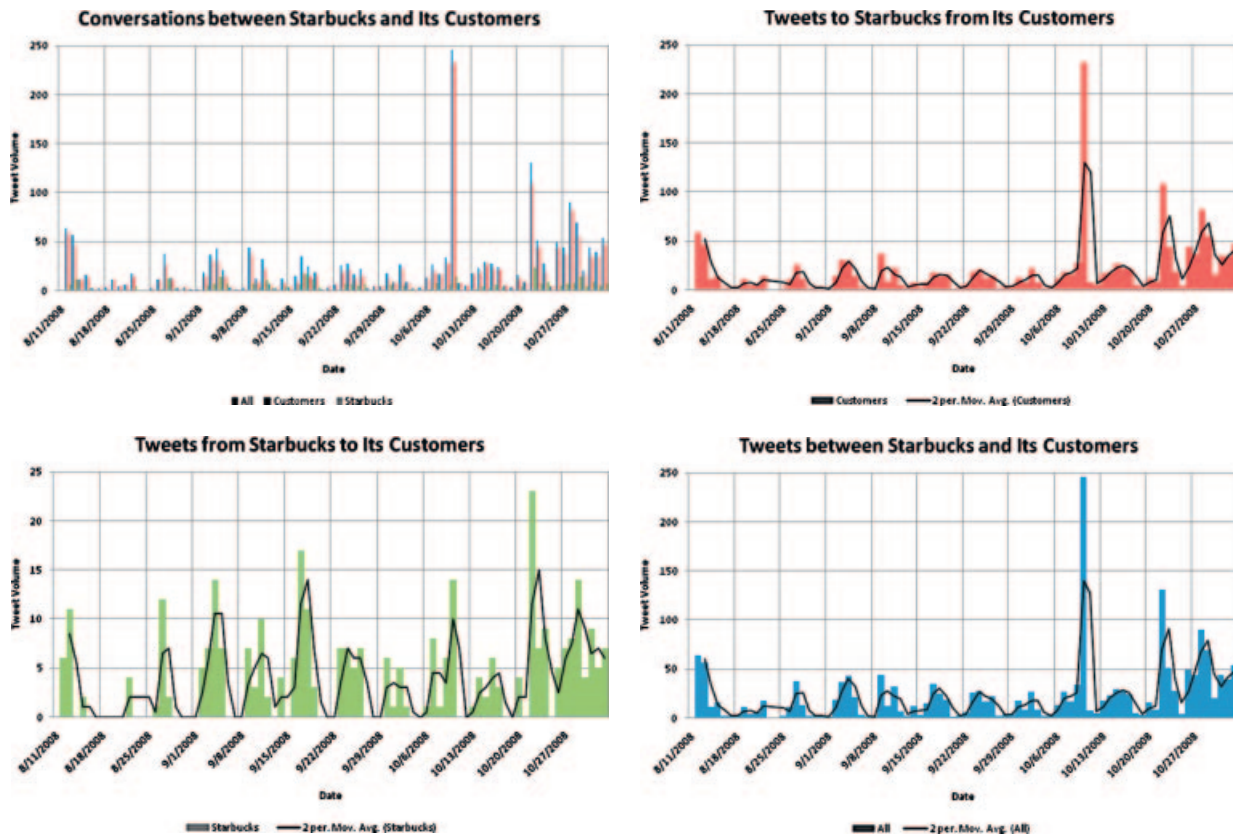 Conversations between Starbucks and Its Customers
250
200
150
100
50
0
Tweet Volume
8/11/2008 8/18/2008 8/25/2008 9/1/2008 9/8/2008 9/15/2008 9/22/2008 9/29/2008 10/6/2008 10/13/2008 10/20/2008 10/27/2008
Date
All Customers Starbucks
Tweets to Starbucks from Its Customers
250
200
150
100
50
0
Tweet Volume
8/11/2008 8/18/2008 8/25/2008 9/1/2008 9/8/2008 9/15/2008 9/22/2008 9/29/2008 10/6/2008 10/13/2008 10/20/2008 10/27/2008
Date
Customers 2 per. Mov. Avg. (Customers)
Tweets from Starbucks to Its Customers
25
20
15
10
5
0
Tweet Volume
8/11/2008 8/18/2008 8/25/2008 9/1/2008 9/8/2008 9/15/2008 9/22/2008 9/29/2008 10/6/2008 10/13/2008 10/20/2008 10/27/2008
Date
Starbucks 2 per. Mov. Avg. (Starbucks)
Tweets between Starbucks and Its Customers
250
200
150
100
50
0
Tweet Volume
8/11/2008 8/18/2008 8/25/2008 9/1/2008 9/8/2008 9/15/2008 9/22/2008 9/29/2008 10/6/2008 10/13/2008 10/20/2008 10/27/2008
Date
All 2 per. Mov. Avg. (All)